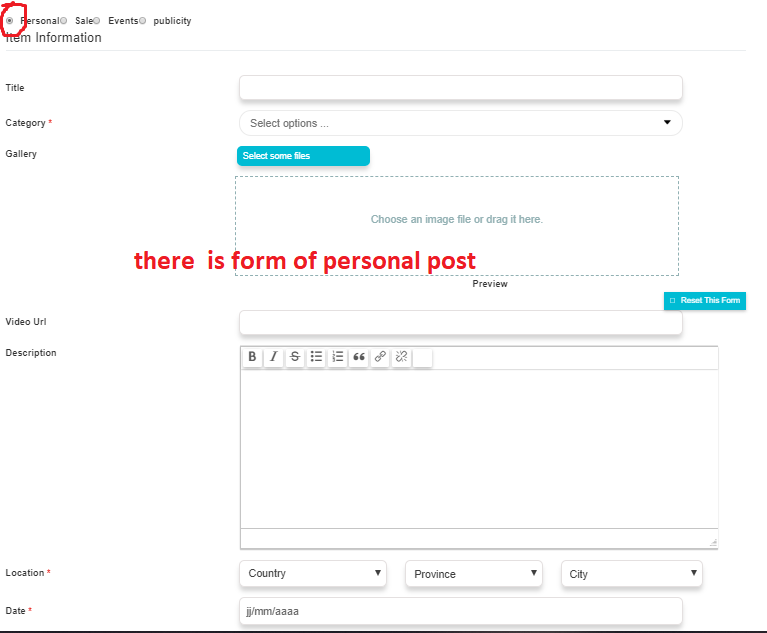 Personal Sale Events publicity
Item Information
Title
Category *
Select options ...
Gallery
Select some files
Choose an image file or drag it here.
there is form of personal post
Preview
Reset This Form
Video Url
Description
B I S
Location *
Country Province City
Date *
jj/mm/aaaa